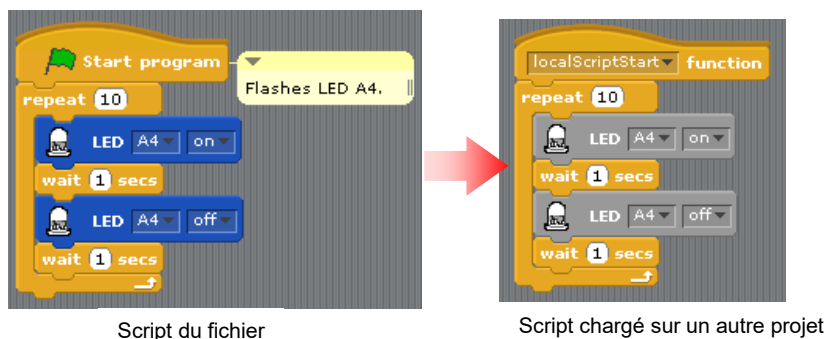 Start program
Flashes LED A4.
repeat 10
LED A4 on
wait 1 secs
LED A4 off
wait 1 secs
Script du fichier
localScriptStart function
repeat 10
LED A4 on
wait 1 secs
LED A4 off
wait 1 secs
Script chargé sur un autre projet